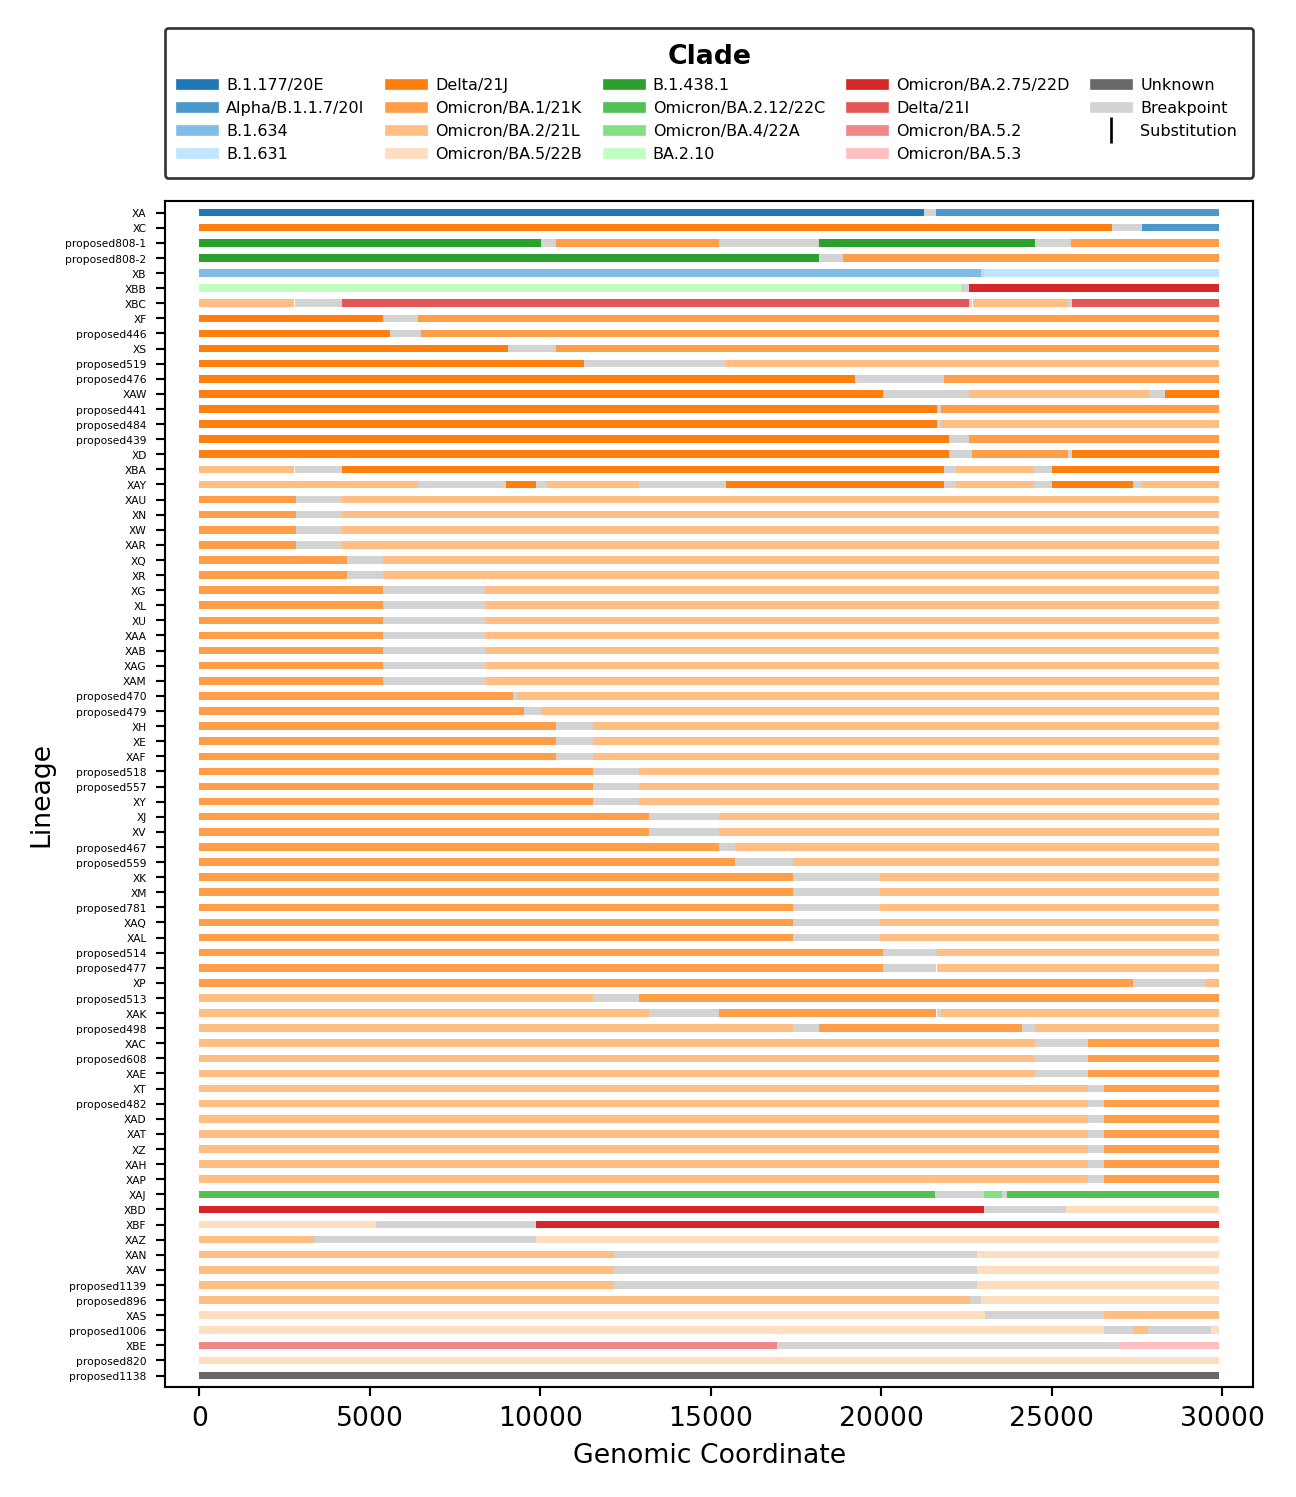 Clade
B.1.177/20E Delta/21J B.1.438.1 Omicron/BA.2.75/22D Unknown
Alpha/B.1.1.7/20I Omicron/BA.1/21K Omicron/BA.2.12/22C Delta/21I Breakpoint
B.1.634 Omicron/BA.2/21L Omicron/BA.4/22A Omicron/BA.5.2 Substitution
B.1.631 Omicron/BA.5/22B BA.2.10 Omicron/BA.5.3
XA
XC
proposed808-1
proposed808-2
XB
XBB
XBC
XF
proposed446
XS
proposed519
proposed476
XAW
proposed441
proposed484
proposed439
XD
XBA
XAY
XAU
XN
XW
XAR
XQ
XR
XG
XL
XU
XAA
XAB
XAG
XAM
proposed470
proposed479
XH
XE
XAF
proposed518
proposed557
XY
XJ
XV
proposed467
proposed559
XK
XM
proposed781
XAQ
XAL
proposed514
proposed477
XP
proposed513
XAK
proposed498
XAC
proposed608
XAE
XT
proposed482
XAD
XAT
XZ
XAH
XAP
XAJ
XBD
XBF
XAZ
XAN
XAV
proposed1139
proposed896
XAS
proposed1006
XBE
proposed820
proposed1138
Lineage
0 5000 10000 15000 20000 25000 30000
Genomic Coordinate